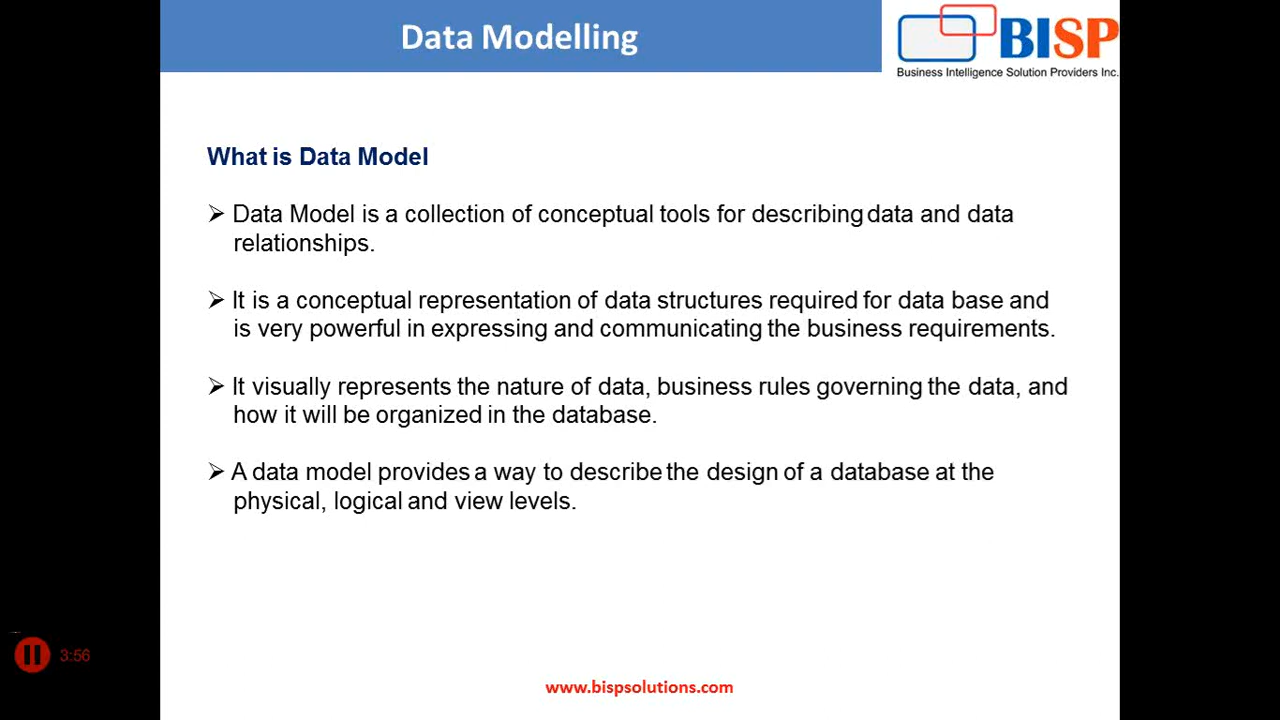 Data Modelling
BISP
Business Intelligence Solution Providers Inc.
What is Data Model
➢ Data Model is a collection of conceptual tools for describing data and data
relationships.
➢ It is a conceptual representation of data structures required for data base and
is very powerful in expressing and communicating the business requirements.
➢ It visually represents the nature of data, business rules governing the data, and
how it will be organized in the database.
➢ A data model provides a way to describe the design of a database at the
physical, logical and view levels.
3:56
www.bispsolutions.com